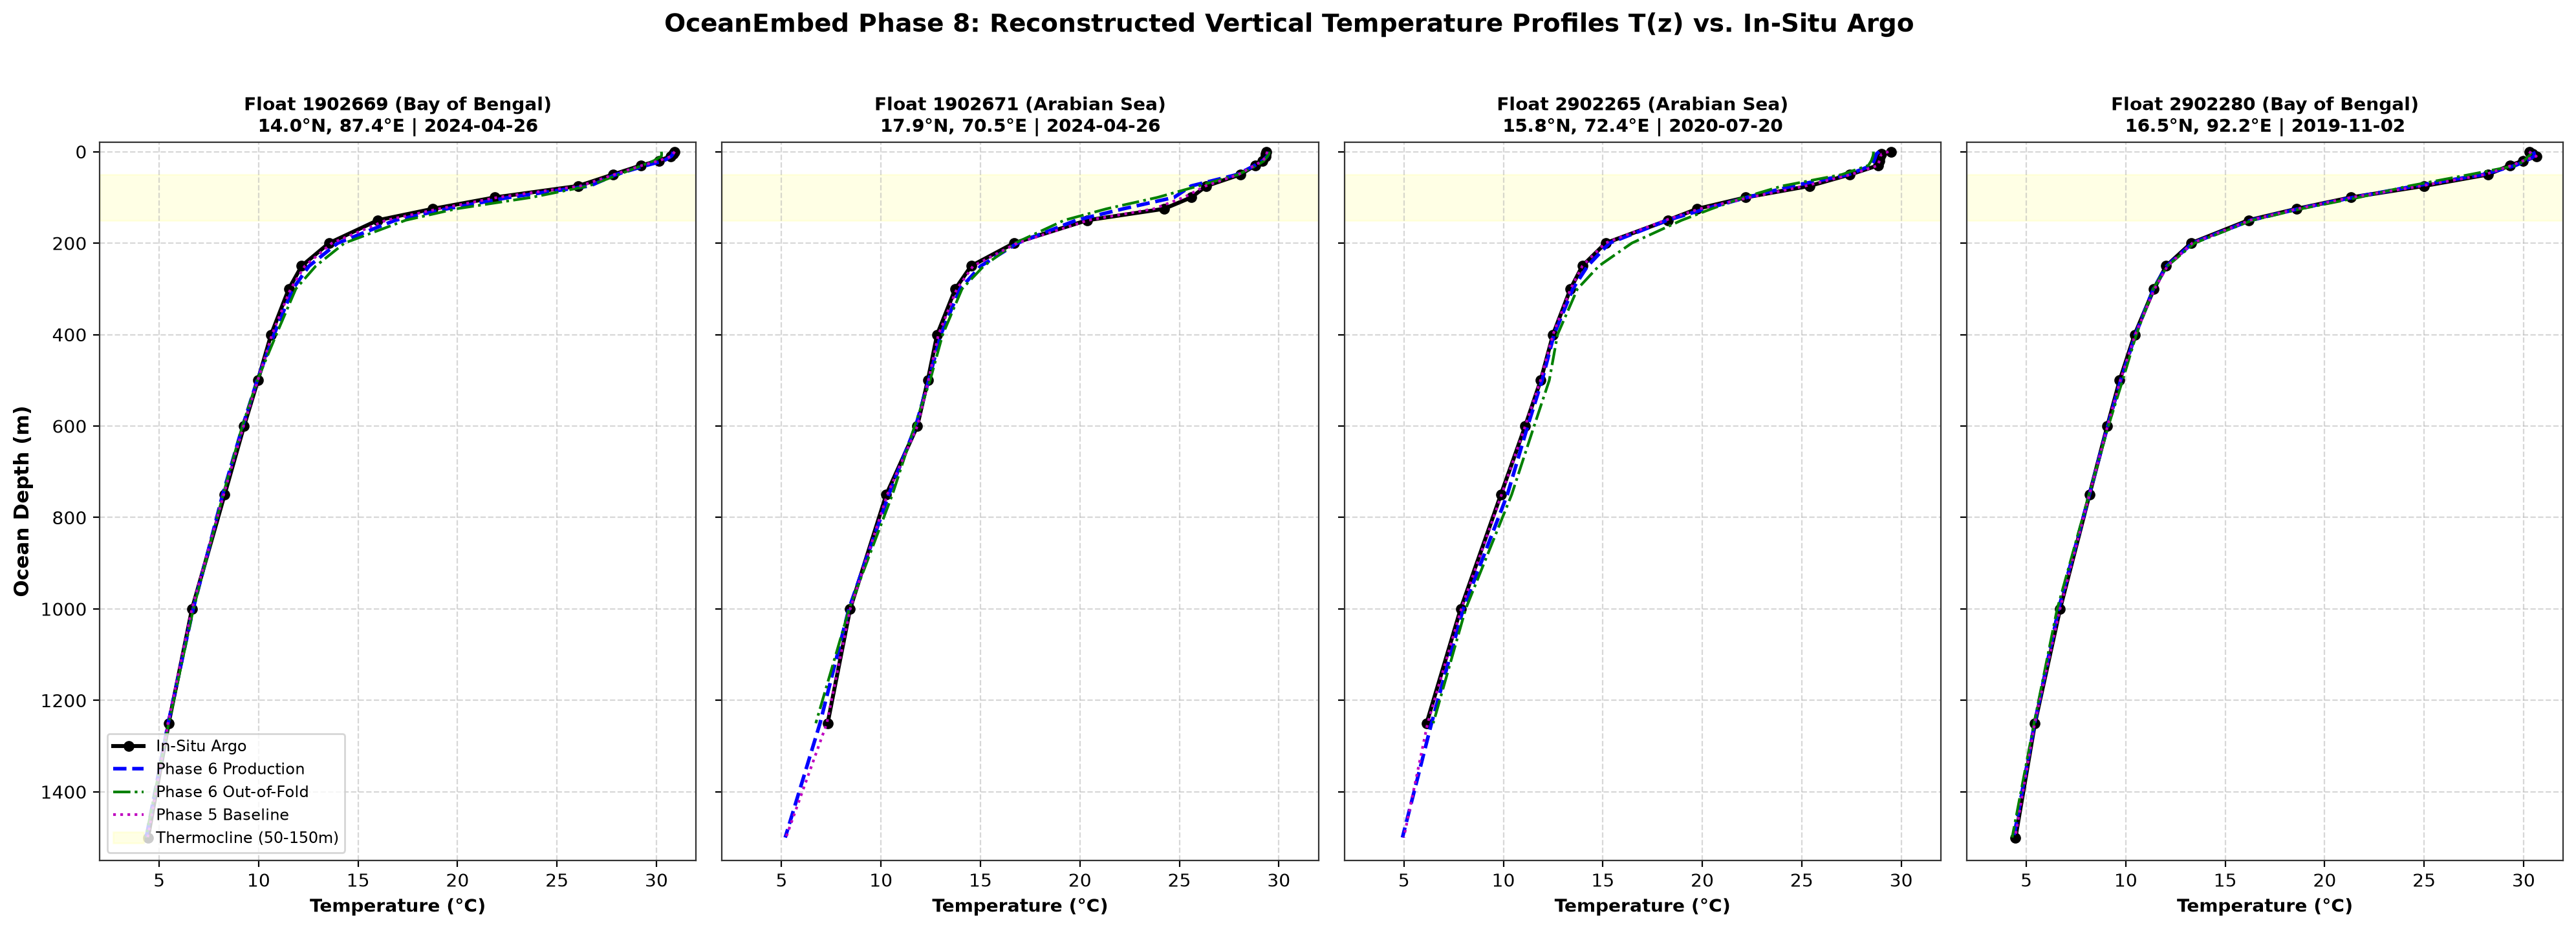 OceanEmbed Phase 8: Reconstructed Vertical Temperature Profiles T(z) vs. In-Situ Argo
Float 1902669 (Bay of Bengal)
14.0°N, 87.4°E | 2024-04-26
Float 1902671 (Arabian Sea)
17.9°N, 70.5°E | 2024-04-26
Float 2902265 (Arabian Sea)
15.8°N, 72.4°E | 2020-07-20
Float 2902280 (Bay of Bengal)
16.5°N, 92.2°E | 2019-11-02
Ocean Depth (m)
0
200
400
600
800
1000
1200
1400
In-Situ Argo
Phase 6 Production
Phase 6 Out-of-Fold
Phase 5 Baseline
Thermocline (50-150m)
5 10 15 20 25 30
Temperature (°C)
5 10 15 20 25 30
Temperature (°C)
5 10 15 20 25 30
Temperature (°C)
5 10 15 20 25 30
Temperature (°C)